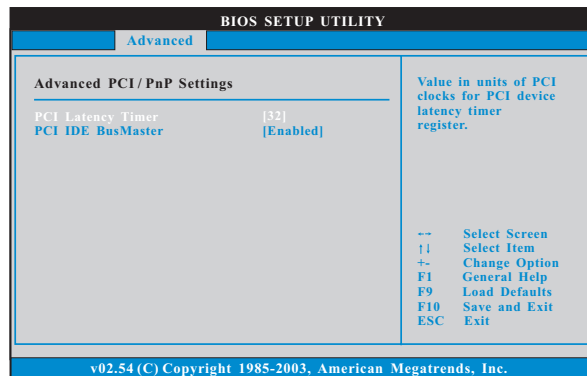 BIOS SETUP UTILITY
Advanced
Advanced PCI / PnP Settings
PCI Latency Timer [32]
PCI IDE BusMaster [Enabled]
Value in units of PCI
clocks for PCI device
latency timer
register.
←→ Select Screen
↑↓ Select Item
+- Change Option
F1 General Help
F9 Load Defaults
F10 Save and Exit
ESC Exit
v02.54 (C) Copyright 1985-2003, American Megatrends, Inc.